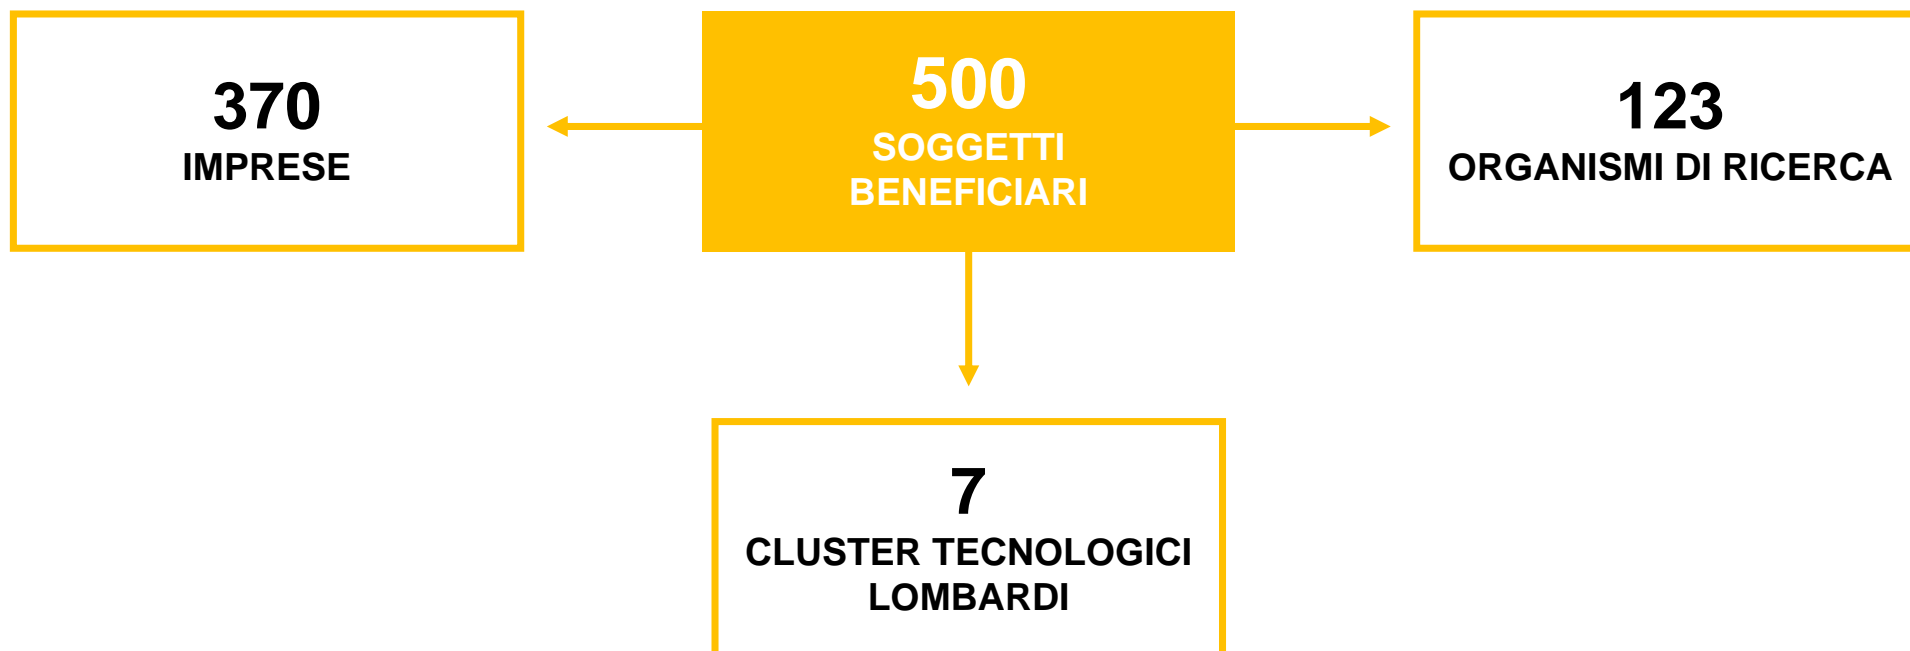 370
IMPRESE
500
SOGGETTI
BENEFICIARI
123
ORGANISMI DI RICERCA
7
CLUSTER TECNOLOGICI
LOMBARDI